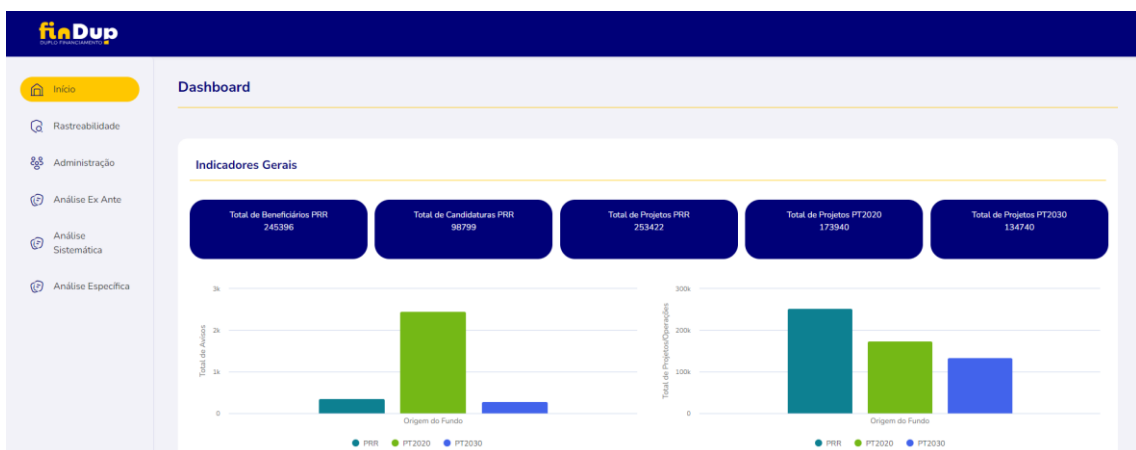 finDup
DUPLO FINANCIAMENTO
Início
Rastreabilidade
Administração
Análise Ex Ante
Análise
Sistemática
Análise Específica
Dashboard
Indicadores Gerais
Total de Beneficiários PRR
245396
Total de Candidaturas PRR
98799
Total de Projetos PRR
253422
Total de Projetos PT2020
173940
Total de Projetos PT2030
134740
Total de Avisos
3k
2k
1k
0
Origem do Fundo
PRR PT2020 PT2030
Total de Projetos/Operações
300k
200k
100k
0
Origem do Fundo
PRR PT2020 PT2030